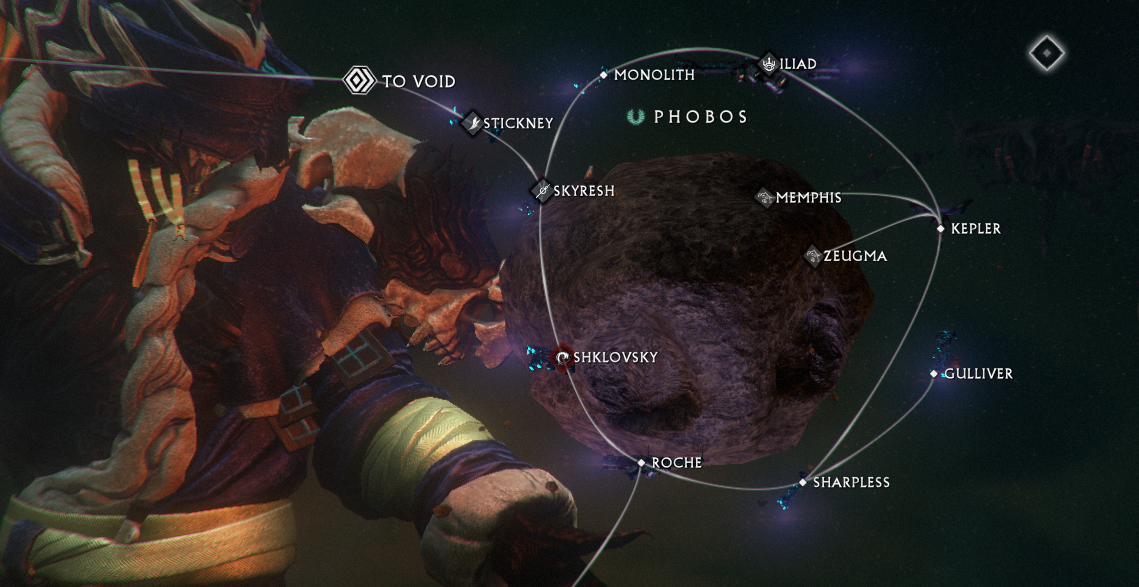 MONOLITH
ILIAD
TO VOID
PHOBOS
STICKNEY
SKYRESH
MEMPHIS
KEPLER
ZEUGMA
SHKLOVSKY
GULLIVER
ROCHE
SHARPLESS